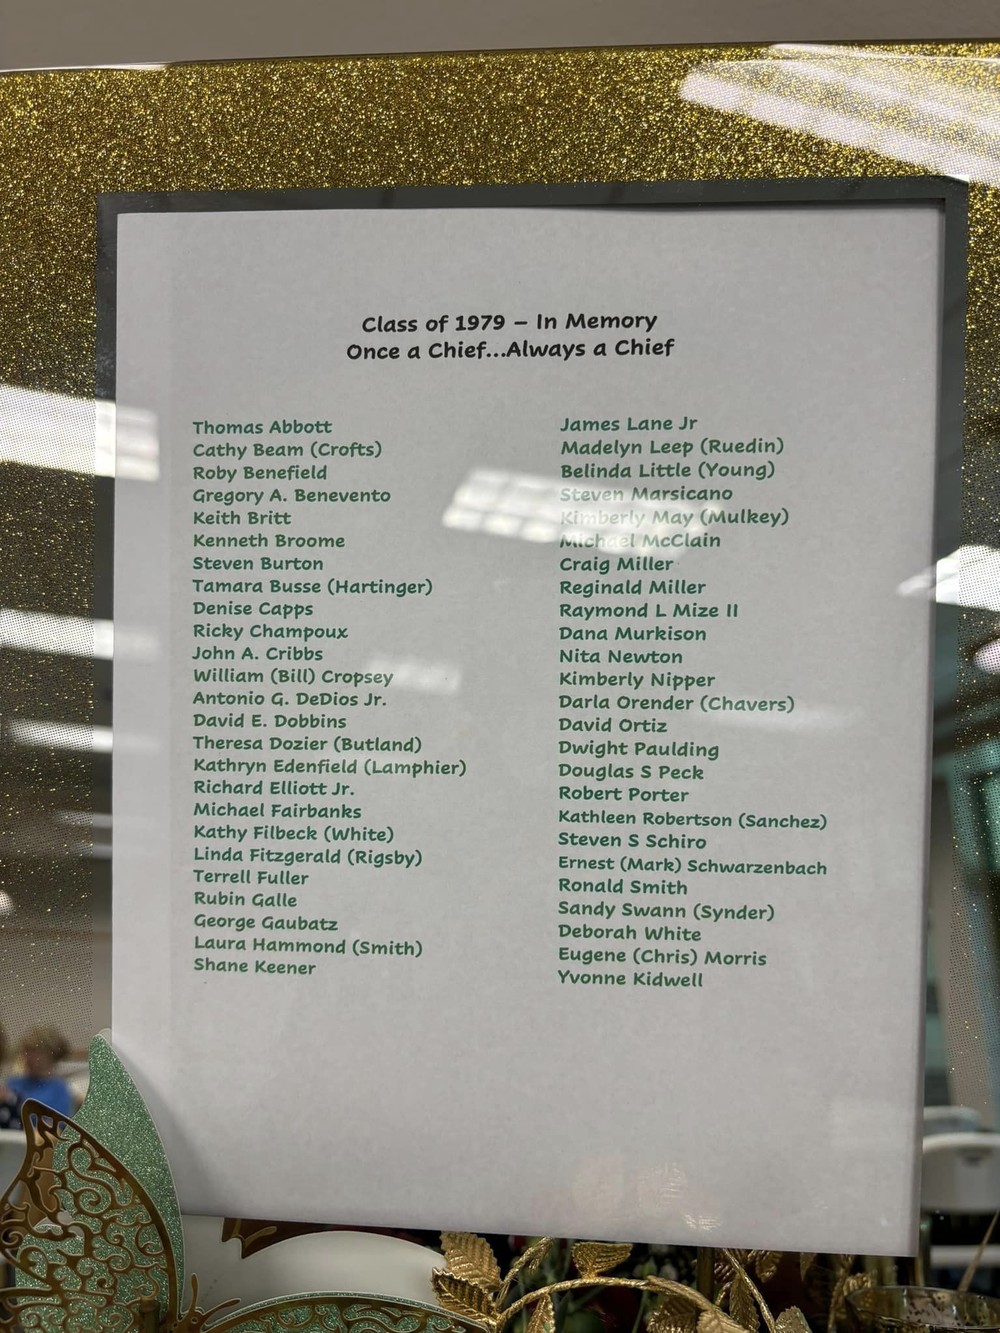 Class of 1979 – In Memory
Once a Chief...Always a Chief
Thomas Abbott
Cathy Beam (Crofts)
Roby Benefield
Gregory A. Benevento
Keith Britt
Kenneth Broome
Steven Burton
Tamara Busse (Hartinger)
Denise Capps
Ricky Champoux
John A. Cribbs
William (Bill) Cropsey
Antonio G. DeDios Jr.
David E. Dobbins
Theresa Dozier (Butland)
Kathryn Edenfield (Lamphier)
Richard Elliott Jr.
Michael Fairbanks
Kathy Filbeck (White)
Linda Fitzgerald (Rigsby)
Terrell Fuller
Rubin Galle
George Gaubatz
Laura Hammond (Smith)
Shane Keener
James Lane Jr
Madelyn Leep (Ruedin)
Belinda Little (Young)
Steven Marsicano
Kimberly May (Mulkey)
Michael McClain
Craig Miller
Reginald Miller
Raymond L Mize II
Dana Murkison
Nita Newton
Kimberly Nipper
Darla Orender (Chavers)
David Ortiz
Dwight Paulding
Douglas S Peck
Robert Porter
Kathleen Robertson (Sanchez)
Steven S Schiro
Ernest (Mark) Schwarzenbach
Ronald Smith
Sandy Swann (Synder)
Deborah White
Eugene (Chris) Morris
Yvonne Kidwell